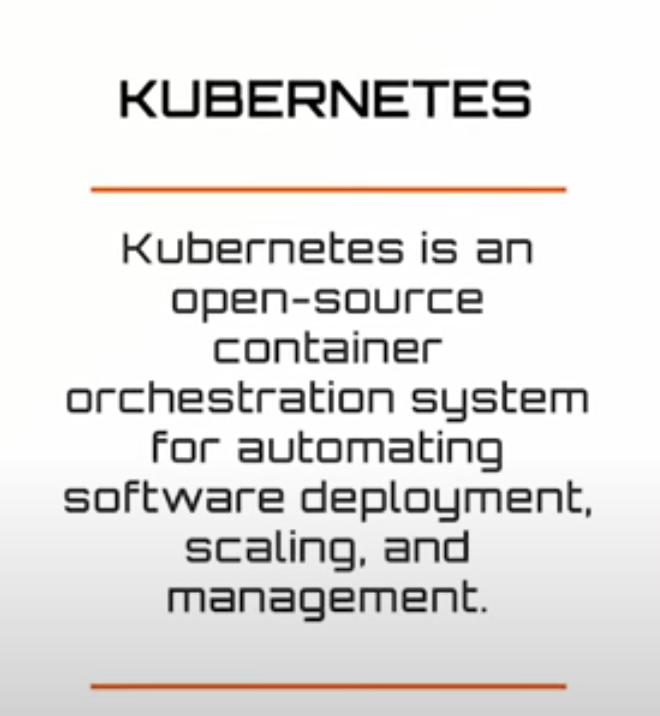 KUBERNETES
Kubernetes is an
open-source
container
orchestration system
for automating
software deployment,
scaling, and
management.